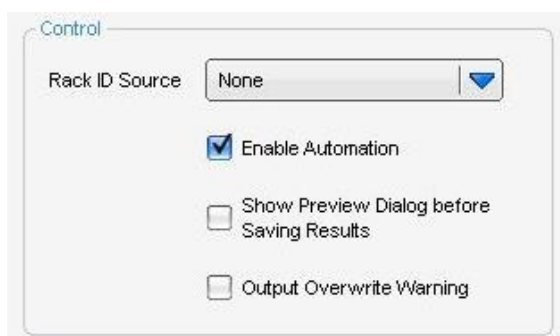 Control
Rack ID Source None
Enable Automation
Show Preview Dialog before
Saving Results
Output Overwrite Warning